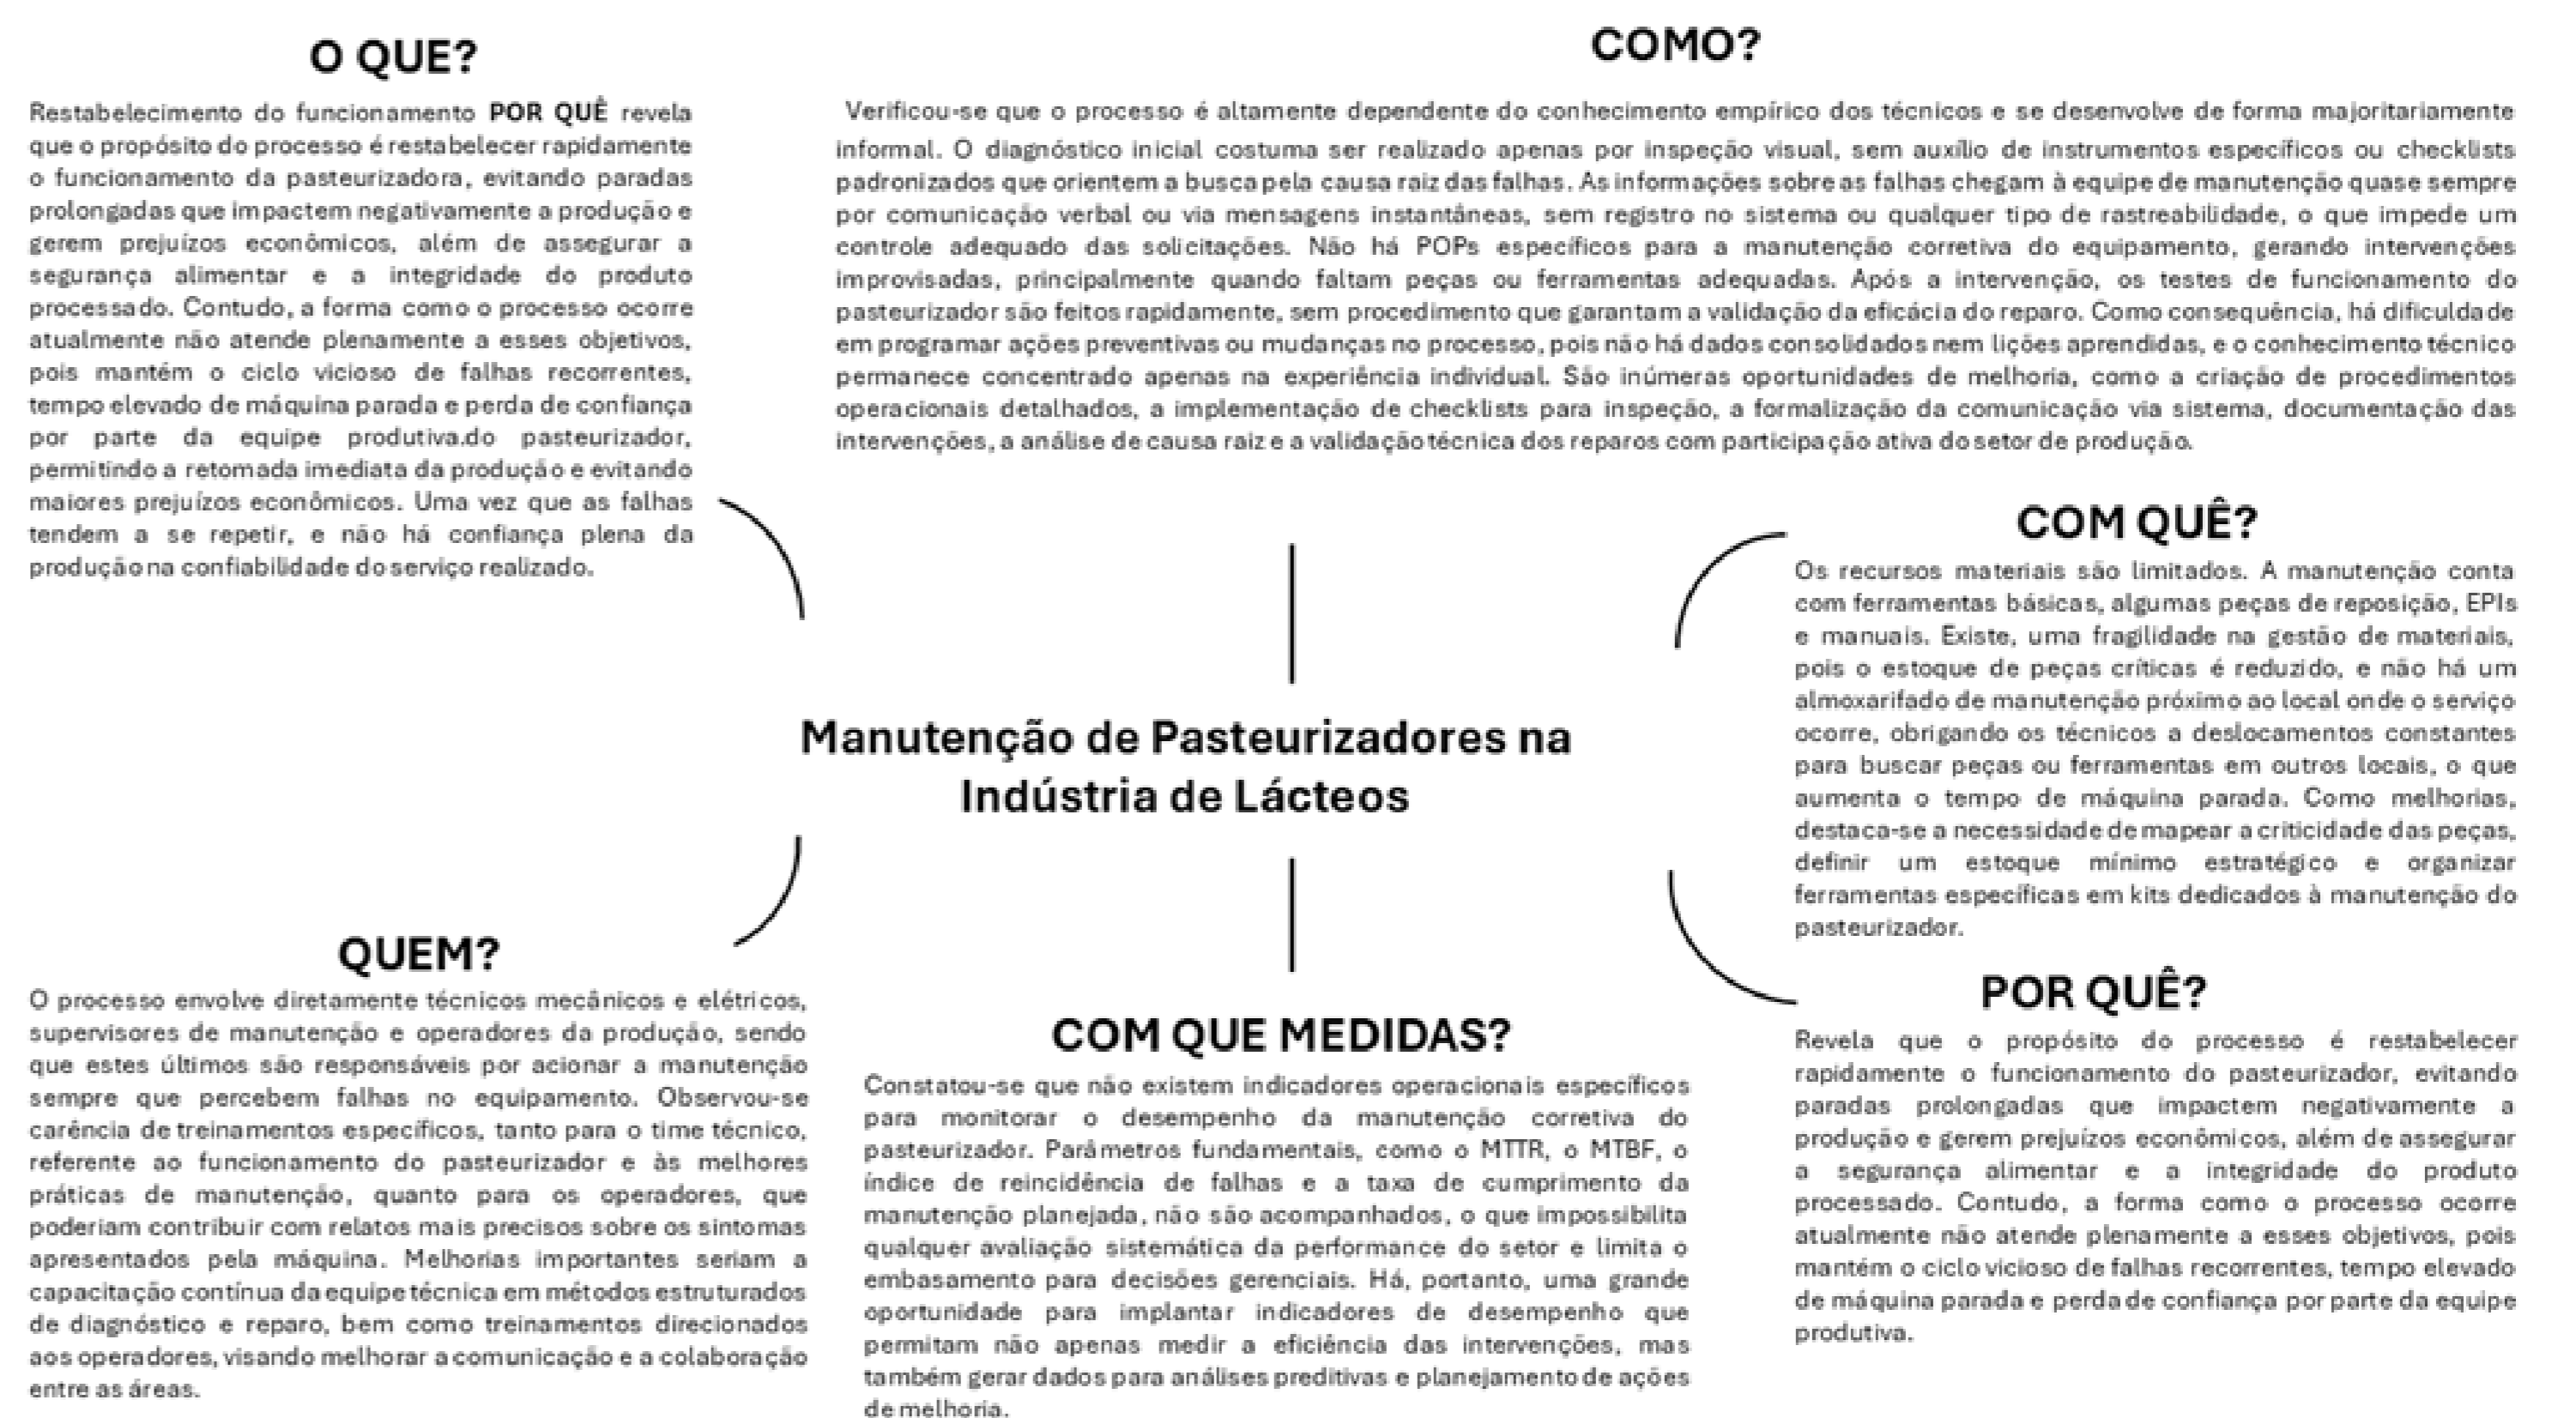 O QUE?
Restabelecimento do funcionamento POR QUÊ revela
que o propósito do processo é restabelecer rapidamente
o funcionamento da pasteurizadora, evitando paradas
prolongadas que impactem negativamente a produção e
gerem prejuízos econômicos, além de assegurar a
segurança alimentar e a integridade do produto
processado. Contudo, a forma como o processo ocorre
atualmente não atende plenamente a esses objetivos,
pois mantém o ciclo vicioso de falhas recorrentes,
tempo elevado de máquina parada e perda de confiança
por parte da equipe produtiva.do pasteurizador,
permitindo a retomada imediata da produção e evitando
maiores prejuízos econômicos. Uma vez que as falhas
tendem a se repetir, e não há confiança plena da
produção na confiabilidade do serviço realizado.
COMO?
Verificou-se que o processo é altamente dependente do conhecimento empírico dos técnicos e se desenvolve de forma majoritariamente
informal. O diagnóstico inicial costuma ser realizado apenas por inspeção visual, sem auxílio de instrumentos específicos ou checklists
padronizados que orientem a busca pela causa raiz das falhas. As informações sobre as falhas chegam à equipe de manutenção quase sempre
por comunicação verbal ou via mensagens instantâneas, sem registro no sistema ou qualquer tipo de rastreabilidade, o que impede um
controle adequado das solicitações. Não há POPs específicos para a manutenção corretiva do equipamento, gerando intervenções
improvisadas, principalmente quando faltam peças ou ferramentas adequadas. Após a intervenção, os testes de funcionamento do
pasteurizador são feitos rapidamente, sem procedimento que garantam a validação da eficácia do reparo. Como consequência, há dificuldade
em programar ações preventivas ou mudanças no processo, pois não há dados consolidados nem lições aprendidas, e o conhecimento técnico
permanece concentrado apenas na experiência individual. São inúmeras oportunidades de melhoria, como a criação de procedimentos
operacionais detalhados, a implementação de checklists para inspeção, a formalização da comunicação via sistema, documentação das
intervenções, a análise de causa raiz e a validação técnica dos reparos com participação ativa do setor de produção.
COM QUÊ?
Os recursos materiais são limitados. A manutenção conta
com ferramentas básicas, algumas peças de reposição, EPIs
e manuais. Existe, uma fragilidade na gestão de materiais,
pois o estoque de peças críticas é reduzido, e não há um
almoxarifado de manutenção próximo ao local onde o serviço
ocorre, obrigando os técnicos a deslocamentos constantes
para buscar peças ou ferramentas em outros locais, o que
aumenta o tempo de máquina parada. Como melhorias,
destaca-se a necessidade de mapear a criticidade das peças,
definir um estoque mínimo estratégico e organizar
ferramentas específicas em kits dedicados à manutenção do
pasteurizador.
Manutenção de Pasteurizadores na
Indústria de Lácteos
QUEM?
O processo envolve diretamente técnicos mecânicos e elétricos,
supervisores de manutenção e operadores da produção, sendo
que estes últimos são responsáveis por acionar a manutenção
sempre que percebem falhas no equipamento. Observou-se
carência de treinamentos específicos, tanto para o time técnico,
referente ao funcionamento do pasteurizador e às melhores
práticas de manutenção, quanto para os operadores, que
poderiam contribuir com relatos mais precisos sobre os sintomas
apresentados pela máquina. Melhorias importantes seriam a
capacitação contínua da equipe técnica em métodos estruturados
de diagnóstico e reparo, bem como treinamentos direcionados
aos operadores, visando melhorar a comunicação e a colaboração
entre as áreas.
COM QUE MEDIDAS?
Constatou-se que não existem indicadores operacionais específicos
para monitorar o desempenho da manutenção corretiva do
pasteurizador. Parâmetros fundamentais, como o MTTR, o MTBF, o
índice de reincidência de falhas e a taxa de cumprimento da
manutenção planejada, não são acompanhados, o que impossibilita
qualquer avaliação sistemática da performance do setor e limita o
embasamento para decisões gerenciais. Há, portanto, uma grande
oportunidade para implantar indicadores de desempenho que
permitam não apenas medir a eficiência das intervenções, mas
também gerar dados para análises preditivas e planejamento de ações
de melhoria.
POR QUÊ?
Revela que o propósito do processo é restabelecer
rapidamente o funcionamento do pasteurizador, evitando
paradas prolongadas que impactem negativamente a
produção e gerem prejuízos econômicos, além de assegurar
a segurança alimentar e a integridade do produto
processado. Contudo, a forma como o processo ocorre
atualmente não atende plenamente a esses objetivos, pois
mantém o ciclo vicioso de falhas recorrentes, tempo elevado
de máquina parada e perda de confiança por parte da equipe
produtiva.